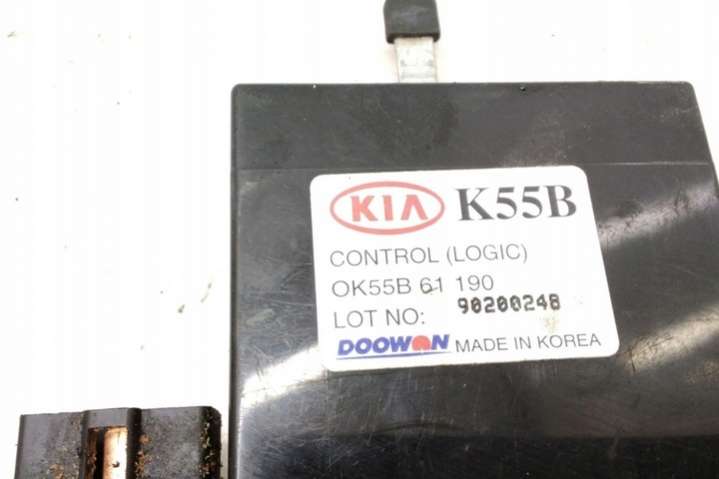 KIA K55B
CONTROL (LOGIC)
OK55B 61 190
LOT NO: 90200248
DOOWON MADE IN KOREA